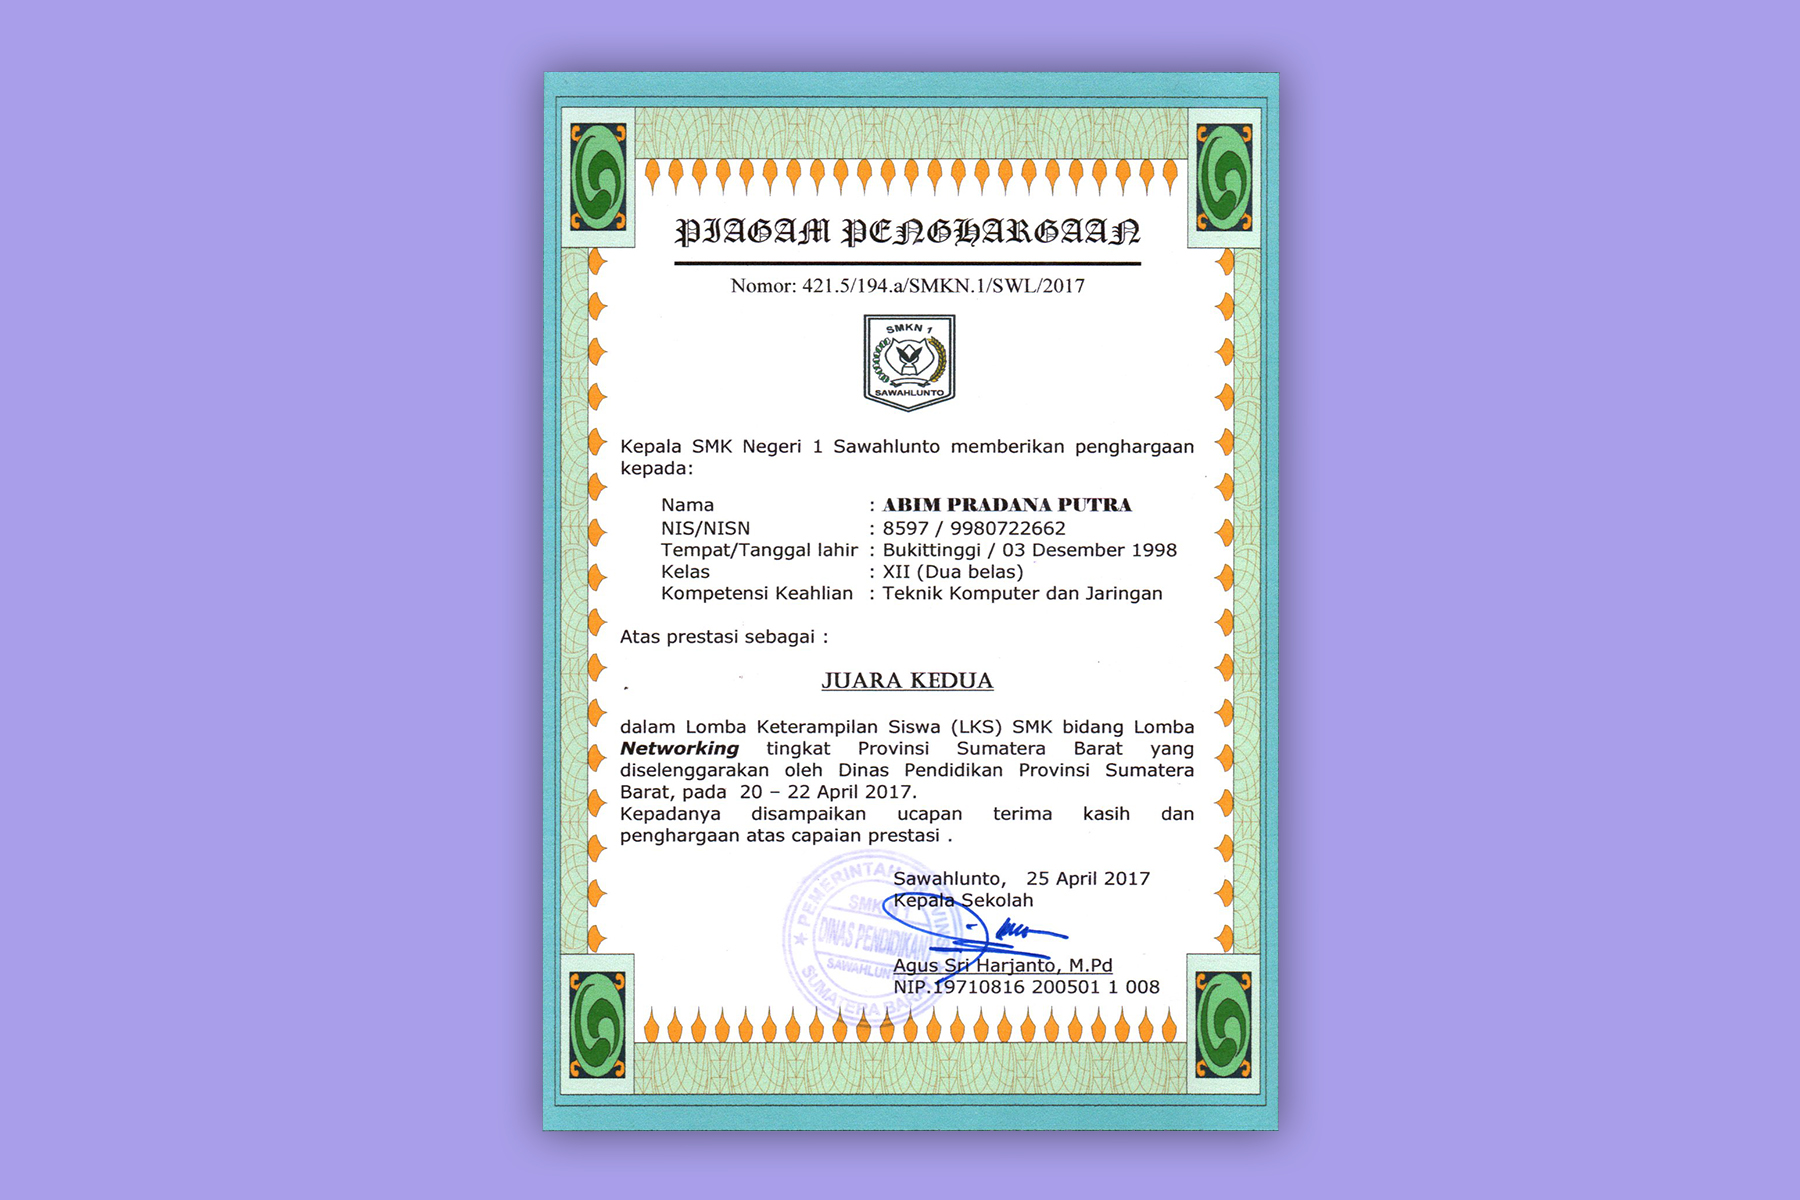 PIAGAM PENGHARGAAN
Nomor: 421.5/194.a/SMKN.1/SWL/2017
SMKN 1
SAWAHLUNTO
Kepala SMK Negeri 1 Sawahlunto memberikan penghargaan
kepada:
Nama : ABIM PRADANA PUTRA
NIS/NISN : 8597 / 9980722662
Tempat/Tanggal lahir : Bukittinggi / 03 Desember 1998
Kelas : XII (Dua belas)
Kompetensi Keahlian : Teknik Komputer dan Jaringan
Atas prestasi sebagai :
JUARA KEDUA
dalam Lomba Keterampilan Siswa (LKS) SMK bidang Lomba
Networking tingkat Provinsi Sumatera Barat yang
diselenggarakan oleh Dinas Pendidikan Provinsi Sumatera
Barat, pada 20 – 22 April 2017.
Kepadanya disampaikan ucapan terima kasih dan
penghargaan atas capaian prestasi .
Sawahlunto, 25 April 2017
Kepala Sekolah
PEMERINTAH PROVINSI
SMKN 1
DINAS PENDIDIKAN
SAWAHLUNTO
SUMATERA BARAT
Agus Sri Harjanto, M.Pd
NIP.19710816 200501 1 008